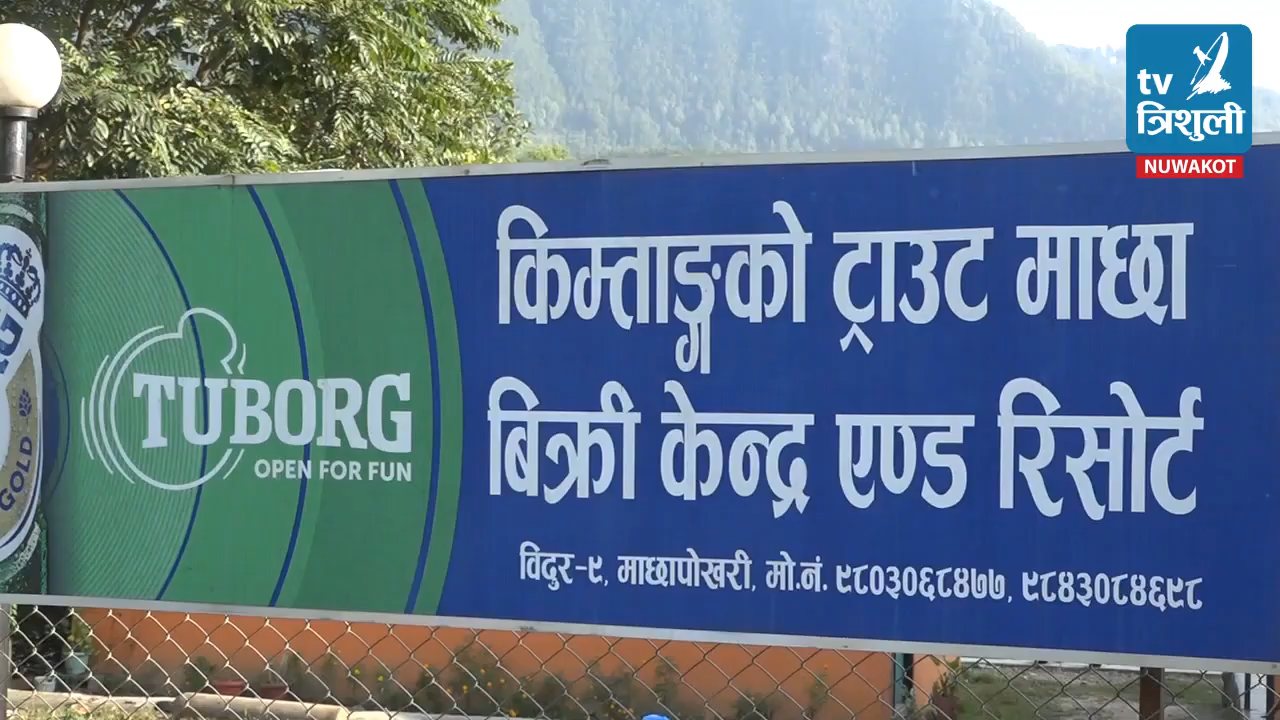 tv
त्रिशुली
NUWAKOT
किम्ताङ्गको ट्राउट माछा
बिक्री केन्द्र एण्ड रिसोर्ट
विदुर-९, माछापोखरी, मो.नं. ९८०३०६८४७७, ९८४३०८४६९८
TUBORG
OPEN FOR FUN
GOLD